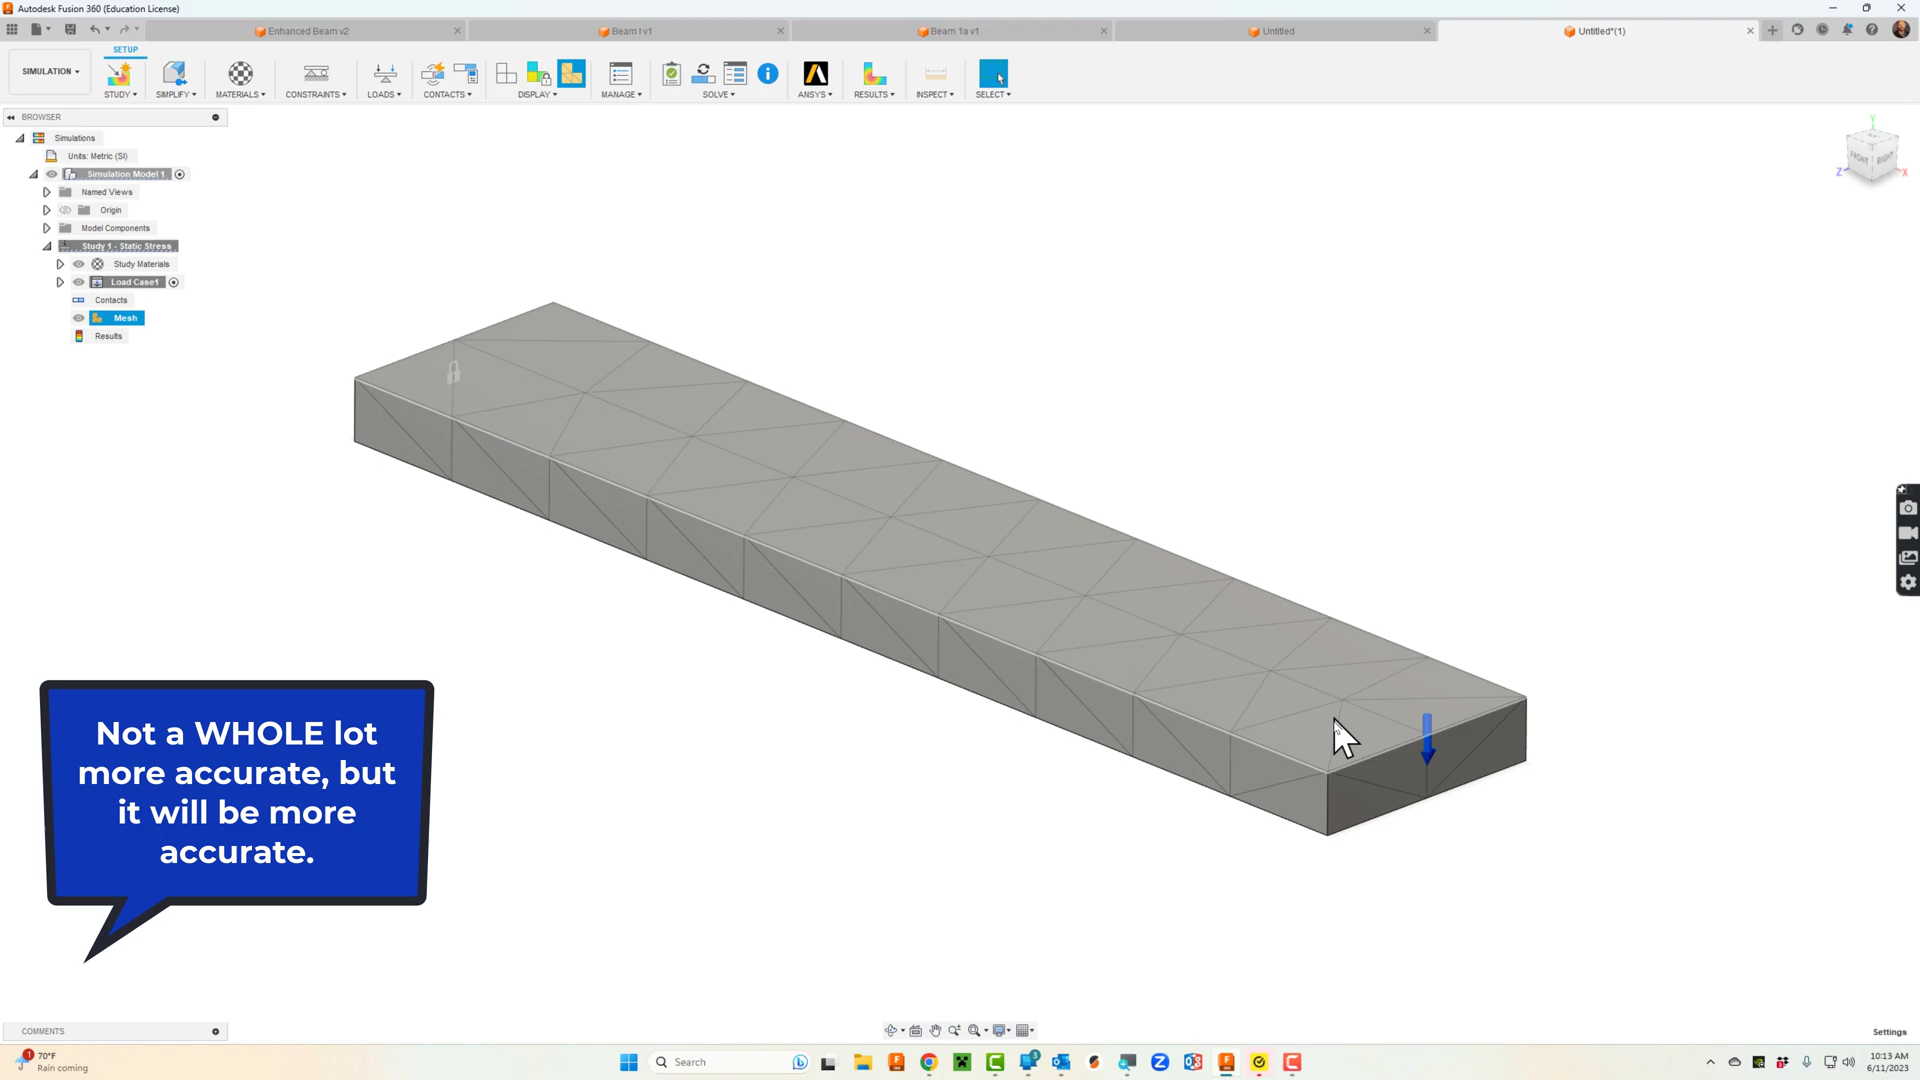 Autodesk Fusion 360 (Education License)
Enhanced Beam v2
Beam I v1
Beam 1a v1
Untitled
Untitled*(1)
SETUP
SIMULATION
STUDY
SIMPLIFY
MATERIALS
CONSTRAINTS
LOADS
CONTACTS
DISPLAY
MANAGE
SOLVE
ANSYS
RESULTS
INSPECT
SELECT
BROWSER
Simulations
Units: Metric (SI)
Simulation Model 1
Named Views
Origin
Model Components
Study 1 - Static Stress
Study Materials
Load Case1
Contacts
Mesh
Results
Y
FRONT
RIGHT
Z
X
Not a WHOLE lot
more accurate, but
it will be more
accurate.
COMMENTS
Settings
1
70°F
Rain coming
Search
3
10:13 AM
6/11/2023